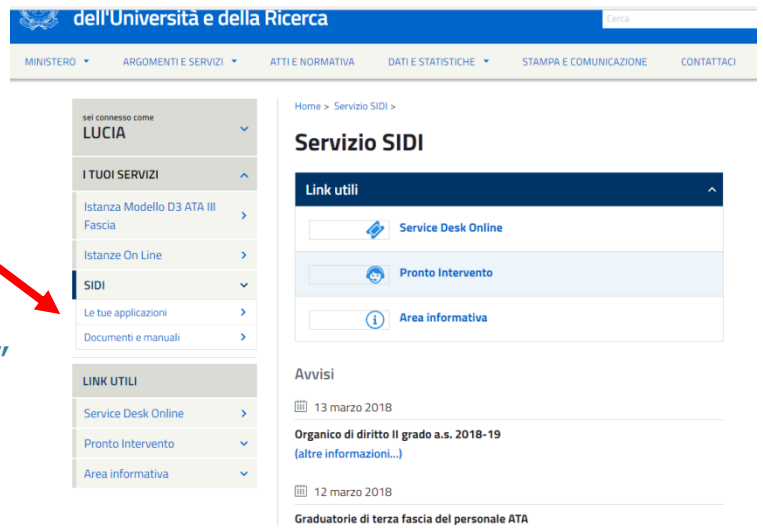 dell'Università e della Ricerca
Cerca
MINISTERO
ARGOMENTI E SERVIZI
ATTI E NORMATIVA
DATI E STATISTICHE
STAMPA E COMUNICAZIONE
CONTATTACI
sei connesso come
LUCIA
I TUOI SERVIZI
Istanza Modello D3 ATA III
Fascia
Istanze On Line
SIDI
Le tue applicazioni
Documenti e manuali
"
LINK UTILI
Service Desk Online
Pronto Intervento
Area informativa
Home > Servizio SIDI >
Servizio SIDI
Link utili
Service Desk Online
Pronto Intervento
Area informativa
Avvisi
13 marzo 2018
Organico di diritto II grado a.s. 2018-19
(altre informazioni...)
12 marzo 2018
Graduatorie di terza fascia del personale ATA